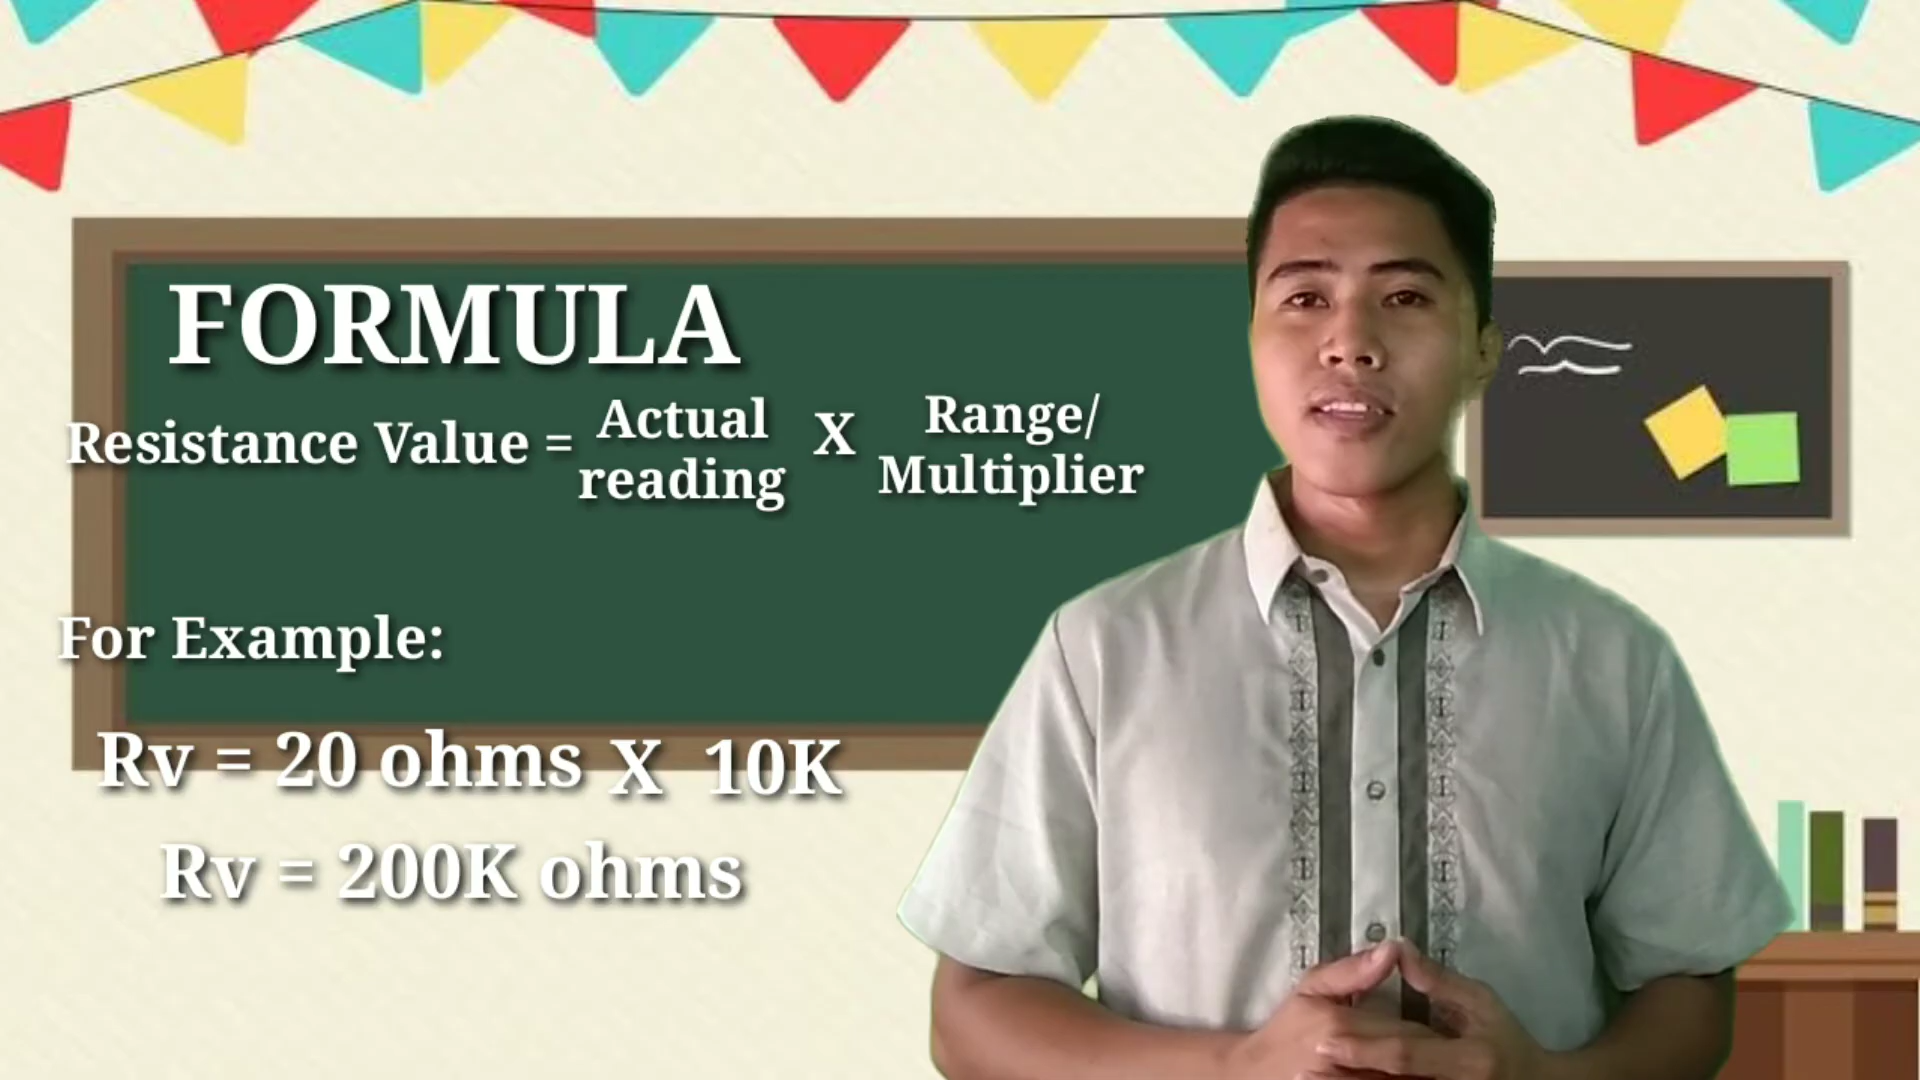 FORMULA
Resistance Value = Actual reading X Range/ Multiplier
For Example:
Rv = 20 ohms X 10K
Rv = 200K ohms